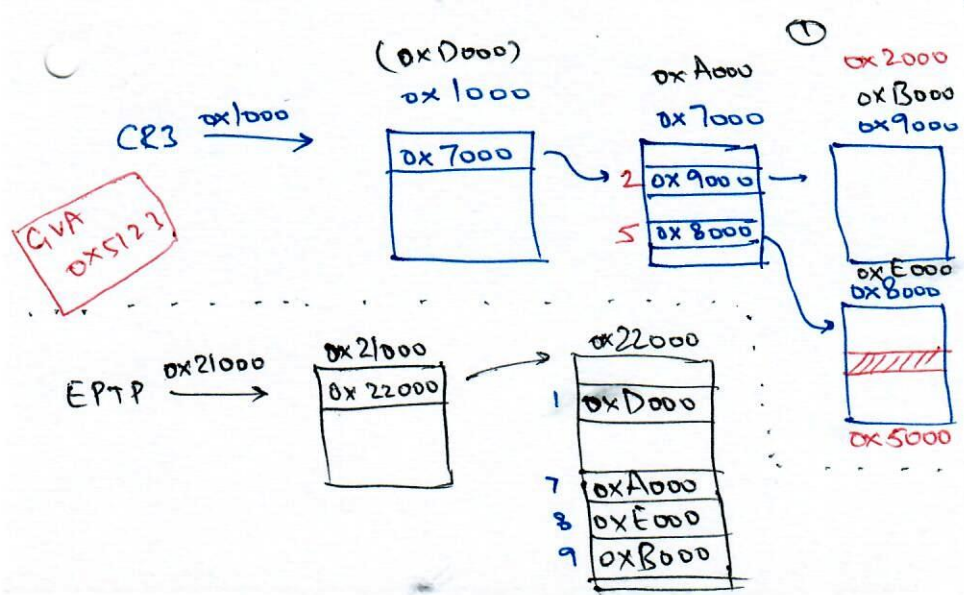 ①
(0xD000)
0x1000
CR3 0x1000
0x7000
0xA000
0x7000
2 0x9000
5 0x8000
0x2000
0xB000
0x9000
GVA
0x5123
0xE000
0x8000
0x5000
EPTP 0x21000
0x21000
0x22000
0x22000
1 0xD000
7 0xA000
8 0xE000
9 0xB000